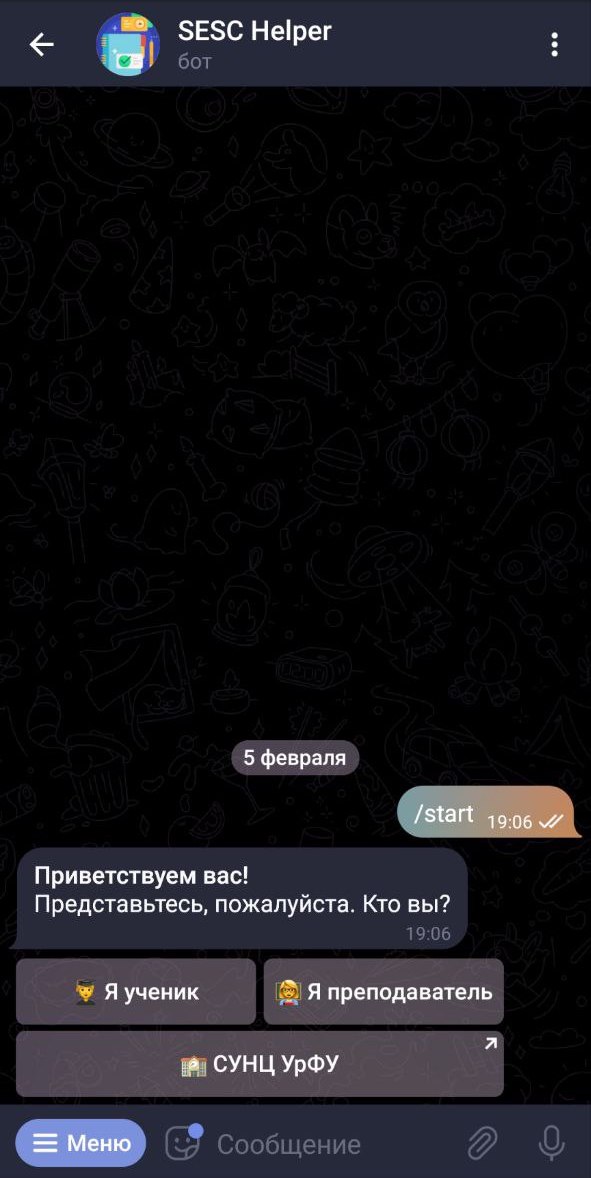 SESC Helper
бот
5 февраля
/start 19:06
Приветствуем вас!
Представьтесь, пожалуйста. Кто вы?
19:06
Я ученик
Я преподаватель
СУНЦ УрФУ
Меню
Сообщение